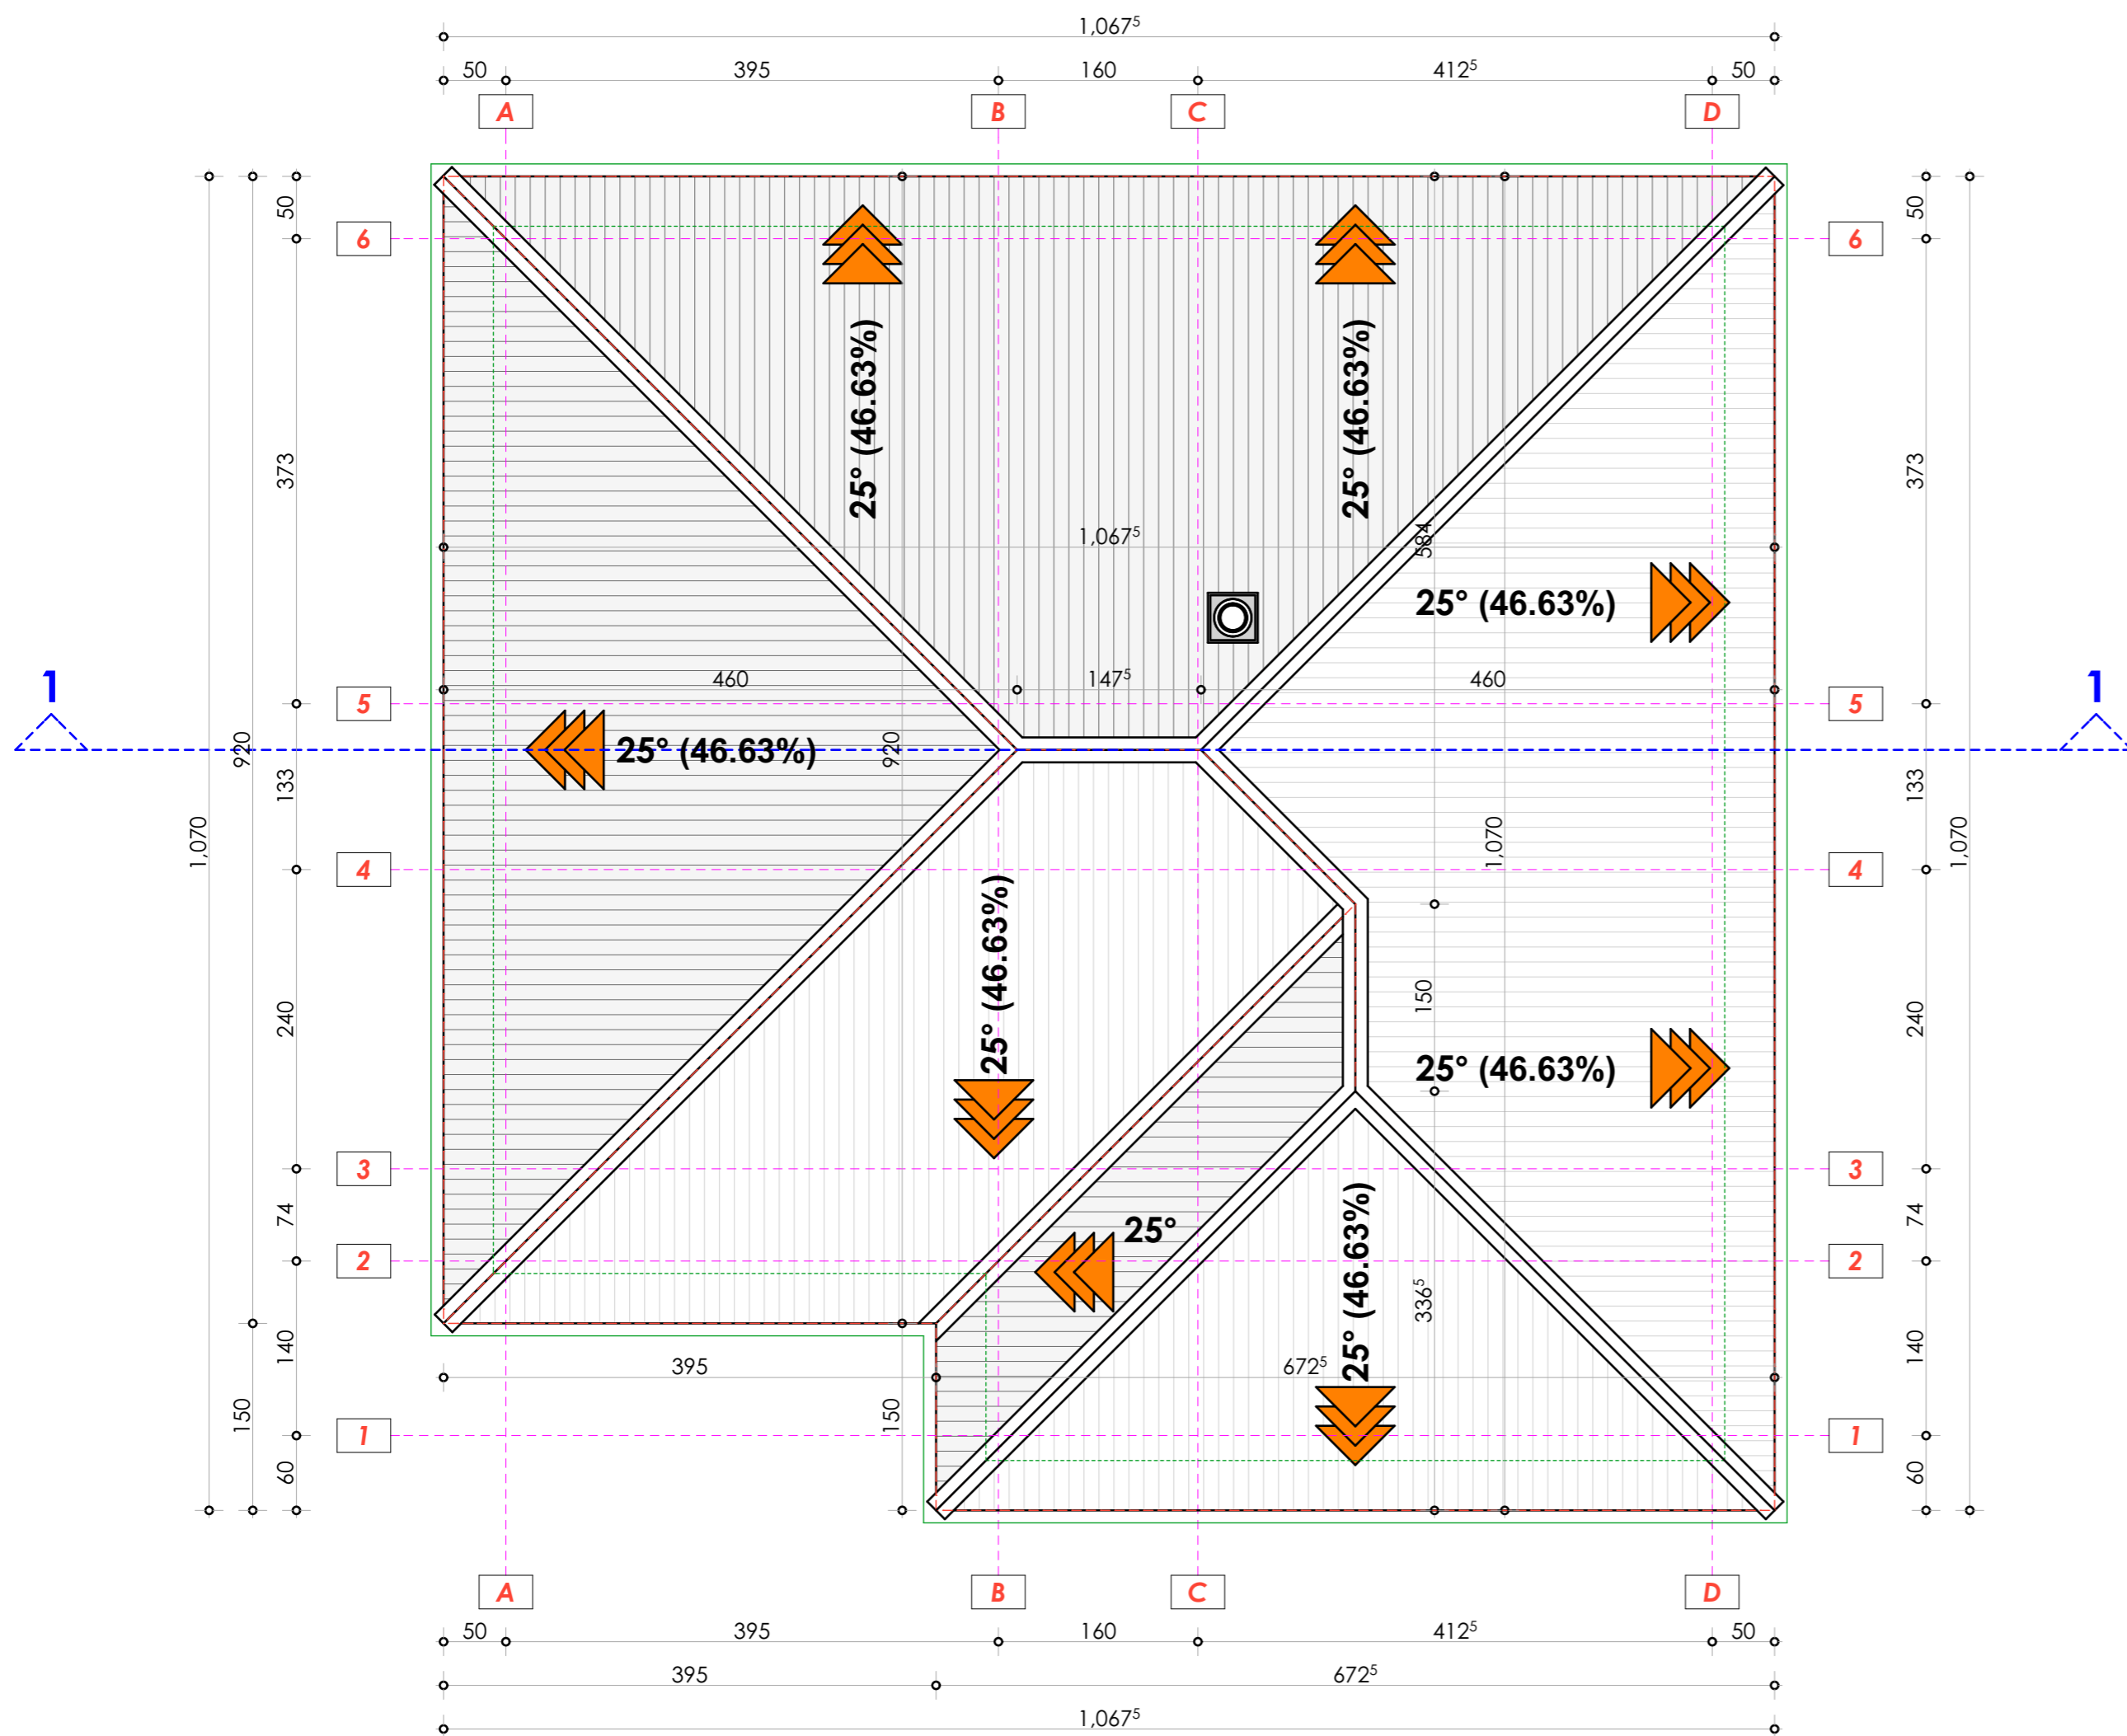 1,067⁵
50 395 160 412⁵ 50
A B C D
50 50
6 6
373 373
25° (46.63%) 25° (46.63%)
1,067⁵ 584
25° (46.63%)
460 147⁵ 460
1 5 5 1
920 25° (46.63%) 920
133 133
1,070 1,070 1,070
4 4
25° (46.63%)
240 150 240
25° (46.63%)
3 3
74 25° 74
25° (46.63%)
2 2
336⁵
140 140
395 672⁵
150 150
1 1
60 60
A B C D
50 395 160 412⁵ 50
395 672⁵
1,067⁵